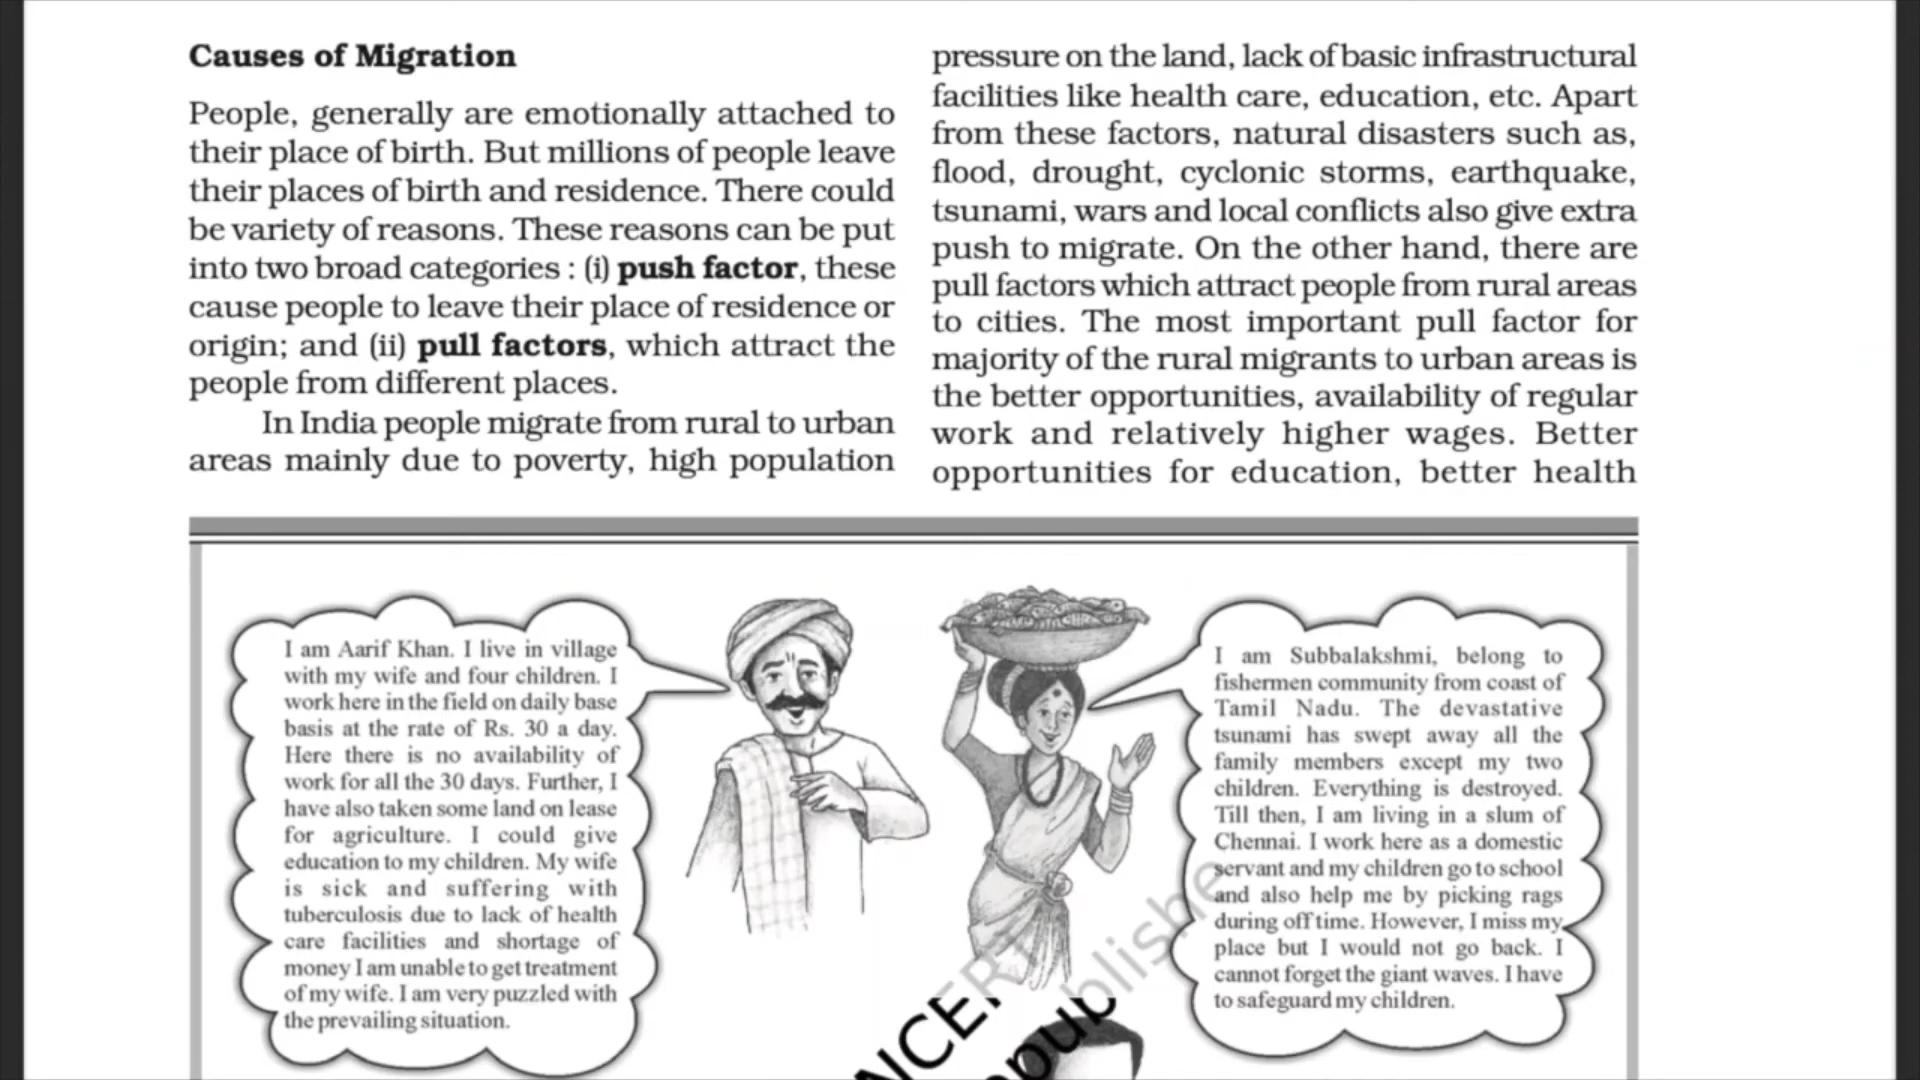 Causes of Migration
People, generally are emotionally attached to
their place of birth. But millions of people leave
their places of birth and residence. There could
be variety of reasons. These reasons can be put
into two broad categories : (i) push factor, these
cause people to leave their place of residence or
origin; and (ii) pull factors, which attract the
people from different places.
In India people migrate from rural to urban
areas mainly due to poverty, high population
pressure on the land, lack of basic infrastructural
facilities like health care, education, etc. Apart
from these factors, natural disasters such as,
flood, drought, cyclonic storms, earthquake,
tsunami, wars and local conflicts also give extra
push to migrate. On the other hand, there are
pull factors which attract people from rural areas
to cities. The most important pull factor for
majority of the rural migrants to urban areas is
the better opportunities, availability of regular
work and relatively higher wages. Better
opportunities for education, better health
I am Aarif Khan. I live in village
with my wife and four children. I
work here in the field on daily base
basis at the rate of Rs. 30 a day.
Here there is no availability of
work for all the 30 days. Further, I
have also taken some land on lease
for agriculture. I could give
education to my children. My wife
is sick and suffering with
tuberculosis due to lack of health
care facilities and shortage of
money I am unable to get treatment
of my wife. I am very puzzled with
the prevailing situation.
I am Subbalakshmi, belong to
fishermen community from coast of
Tamil Nadu. The devastative
tsunami has swept away all the
family members except my two
children. Everything is destroyed.
Till then, I am living in a slum of
Chennai. I work here as a domestic
servant and my children go to school
and also help me by picking rags
during off time. However, I miss my
place but I would not go back. I
cannot forget the giant waves. I have
to safeguard my children.